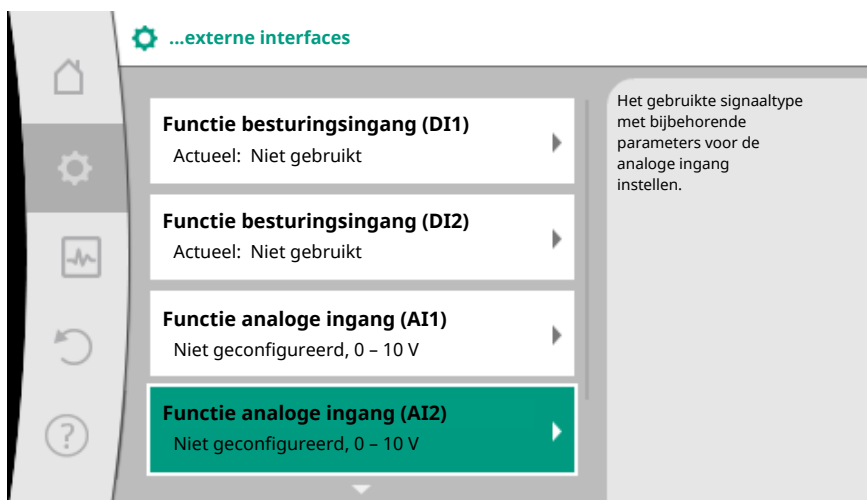 ...externe interfaces
Functie besturingsingang (DI1)
Actueel: Niet gebruikt
Functie besturingsingang (DI2)
Actueel: Niet gebruikt
Functie analoge ingang (AI1)
Niet geconfigureerd, 0 – 10 V
Functie analoge ingang (AI2)
Niet geconfigureerd, 0 – 10 V
Het gebruikte signaaltype
met bijbehorende
parameters voor de
analoge ingang
instellen.
?